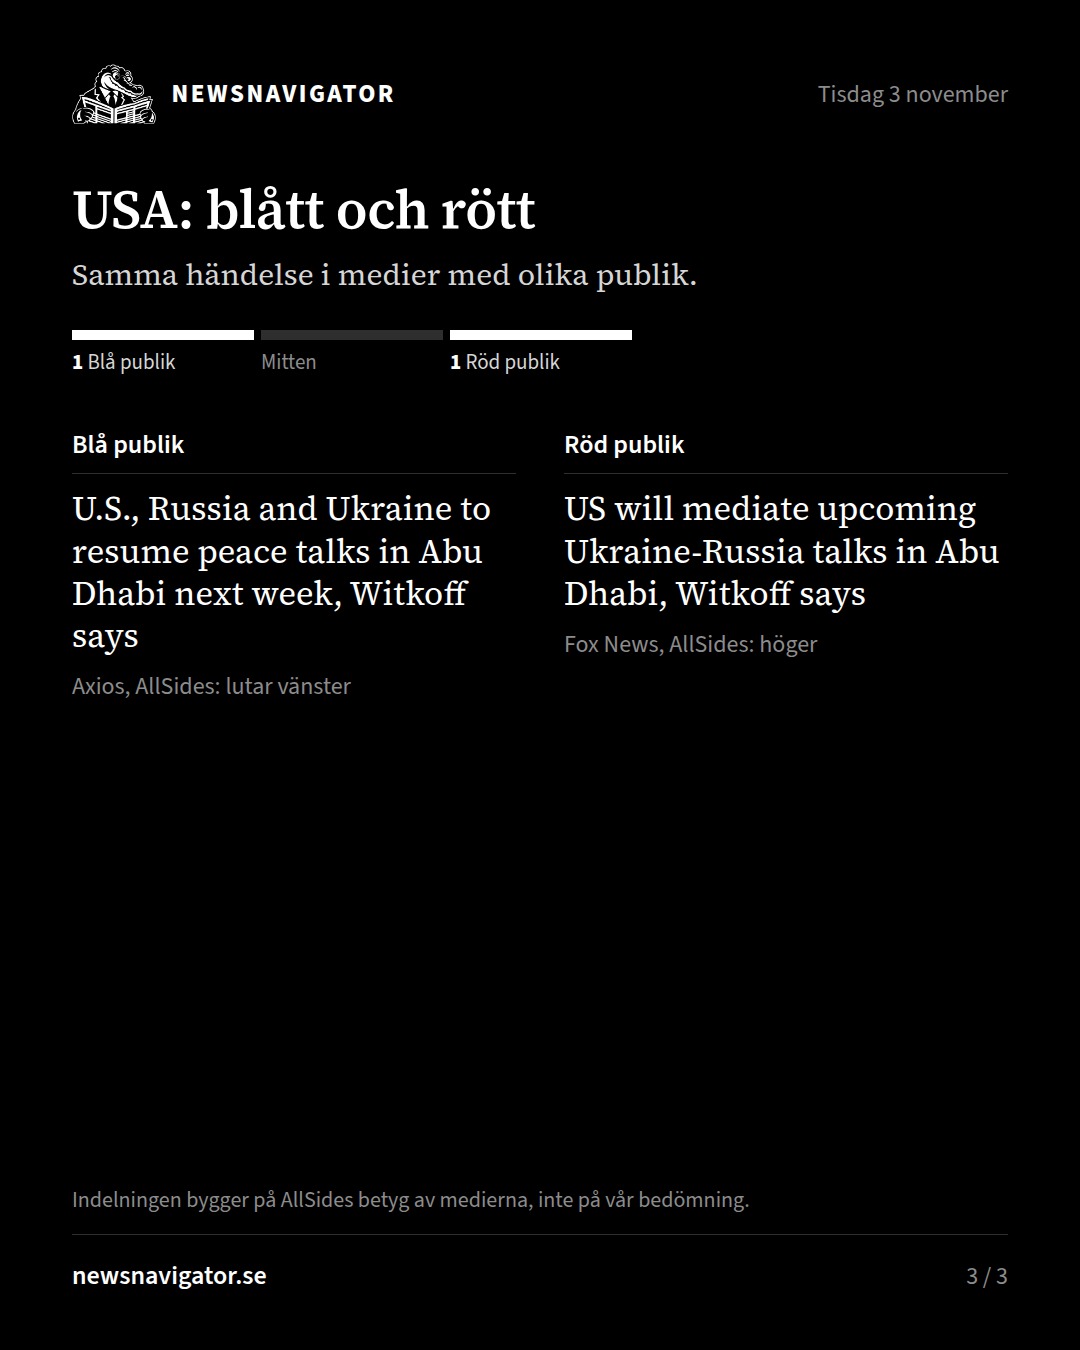 NEWSNAVIGATOR
Tisdag 3 november
USA: blått och rött
Samma händelse i medier med olika publik.
1 Blå publik
Mitten
1 Röd publik
Blå publik
U.S., Russia and Ukraine to
resume peace talks in Abu
Dhabi next week, Witkoff
says
Axios, AllSides: lutar vänster
Röd publik
US will mediate upcoming
Ukraine-Russia talks in Abu
Dhabi, Witkoff says
Fox News, AllSides: höger
Indelningen bygger på AllSides betyg av medierna, inte på vår bedömning.
newsnavigator.se
3 / 3